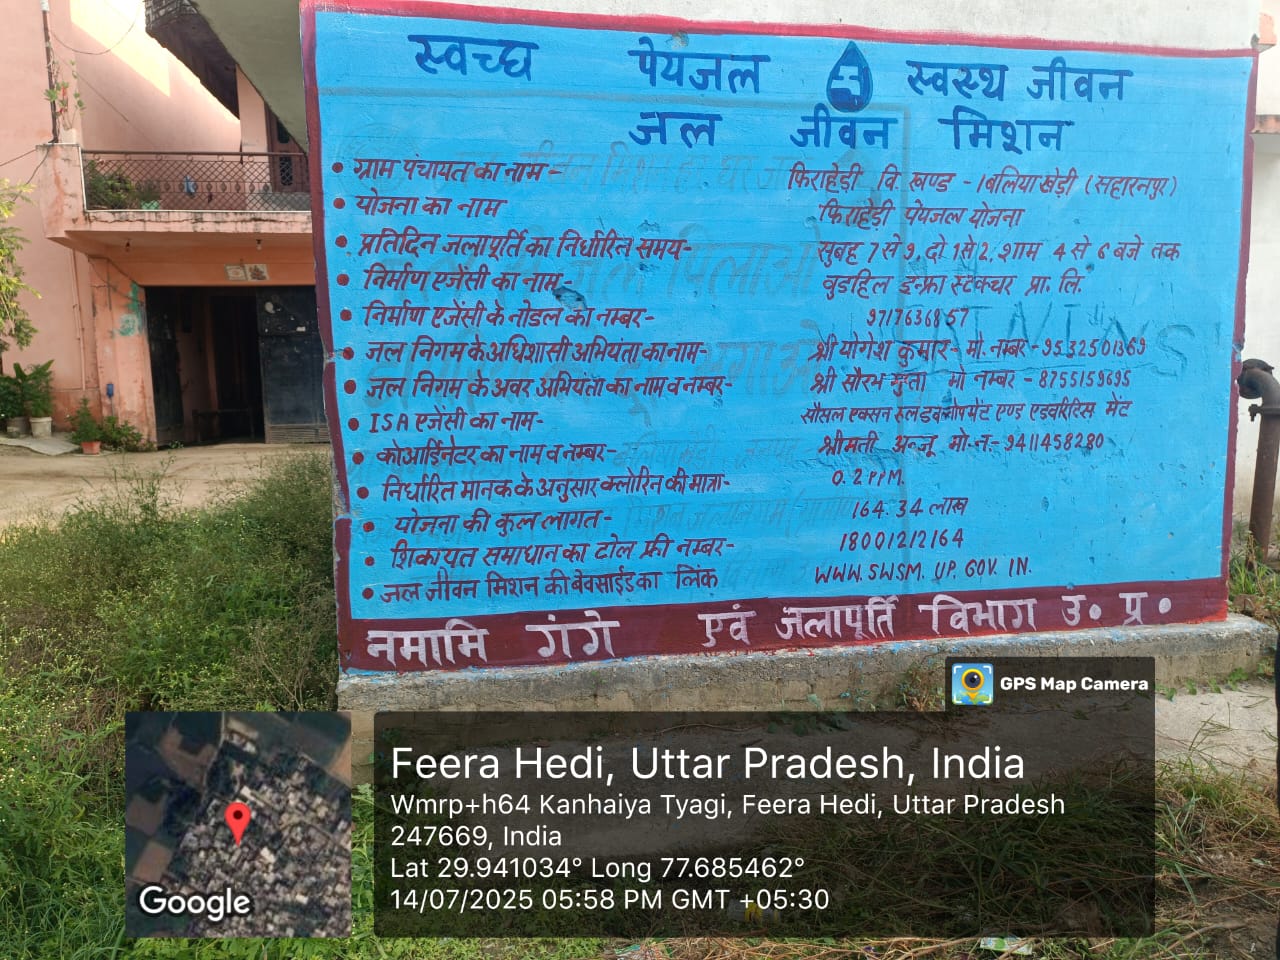 स्वच्छ पेयजल स्वस्थ जीवन
जल जीवन मिशन
• ग्राम पंचायत का नाम - फिराहेड़ी वि. खण्ड - बलियाखेड़ी (सहारनपुर)
• योजना का नाम फिराहेड़ी पेयजल योजना
• प्रतिदिन जलापूर्ति का निर्धारित समय- सुबह 7 से 9, दो 1 से 2, शाम 4 से 6 बजे तक
• निर्माण एजेंसी का नाम- वुडहिल इन्फ्रा स्टेकचर प्रा. लि.
• निर्माण एजेंसी के नोडल का नम्बर- 9717636857
• जल निगम के अधिशासी अभियंता का नाम- श्री योगेश कुमार- मो. नम्बर - 9532501369
• जल निगम के अवर अभियंता का नाम व नम्बर- श्री सौरभ गुप्ता मो नम्बर - 8755159695
• ISA एजेंसी का नाम- सौसल एक्सन रूलडवलोपमेंट एण्ड मेंट
• कोआर्डिनेटर का नाम व नम्बर- श्रीमती अन्जू मो. न.- 9411458280
• निर्धारित मानक के अनुसार क्लोरिन की मात्रा- 0.2 PPM.
• योजना की कुल लागत- 164.34 लाख
• शिकायत समाधान का टोल फ्री नम्बर- 18001212164
• जल जीवन मिशन की वेवसाईड का लिंक WWW.SWSM.UP.GOV.IN.
नमामि गंगे एवं जलापूर्ति विभाग उ. प्र.
GPS Map Camera
Feera Hedi, Uttar Pradesh, India
Wmrp+h64 Kanhaiya Tyagi, Feera Hedi, Uttar Pradesh
247669, India
Lat 29.941034° Long 77.685462°
14/07/2025 05:58 PM GMT +05:30
Google